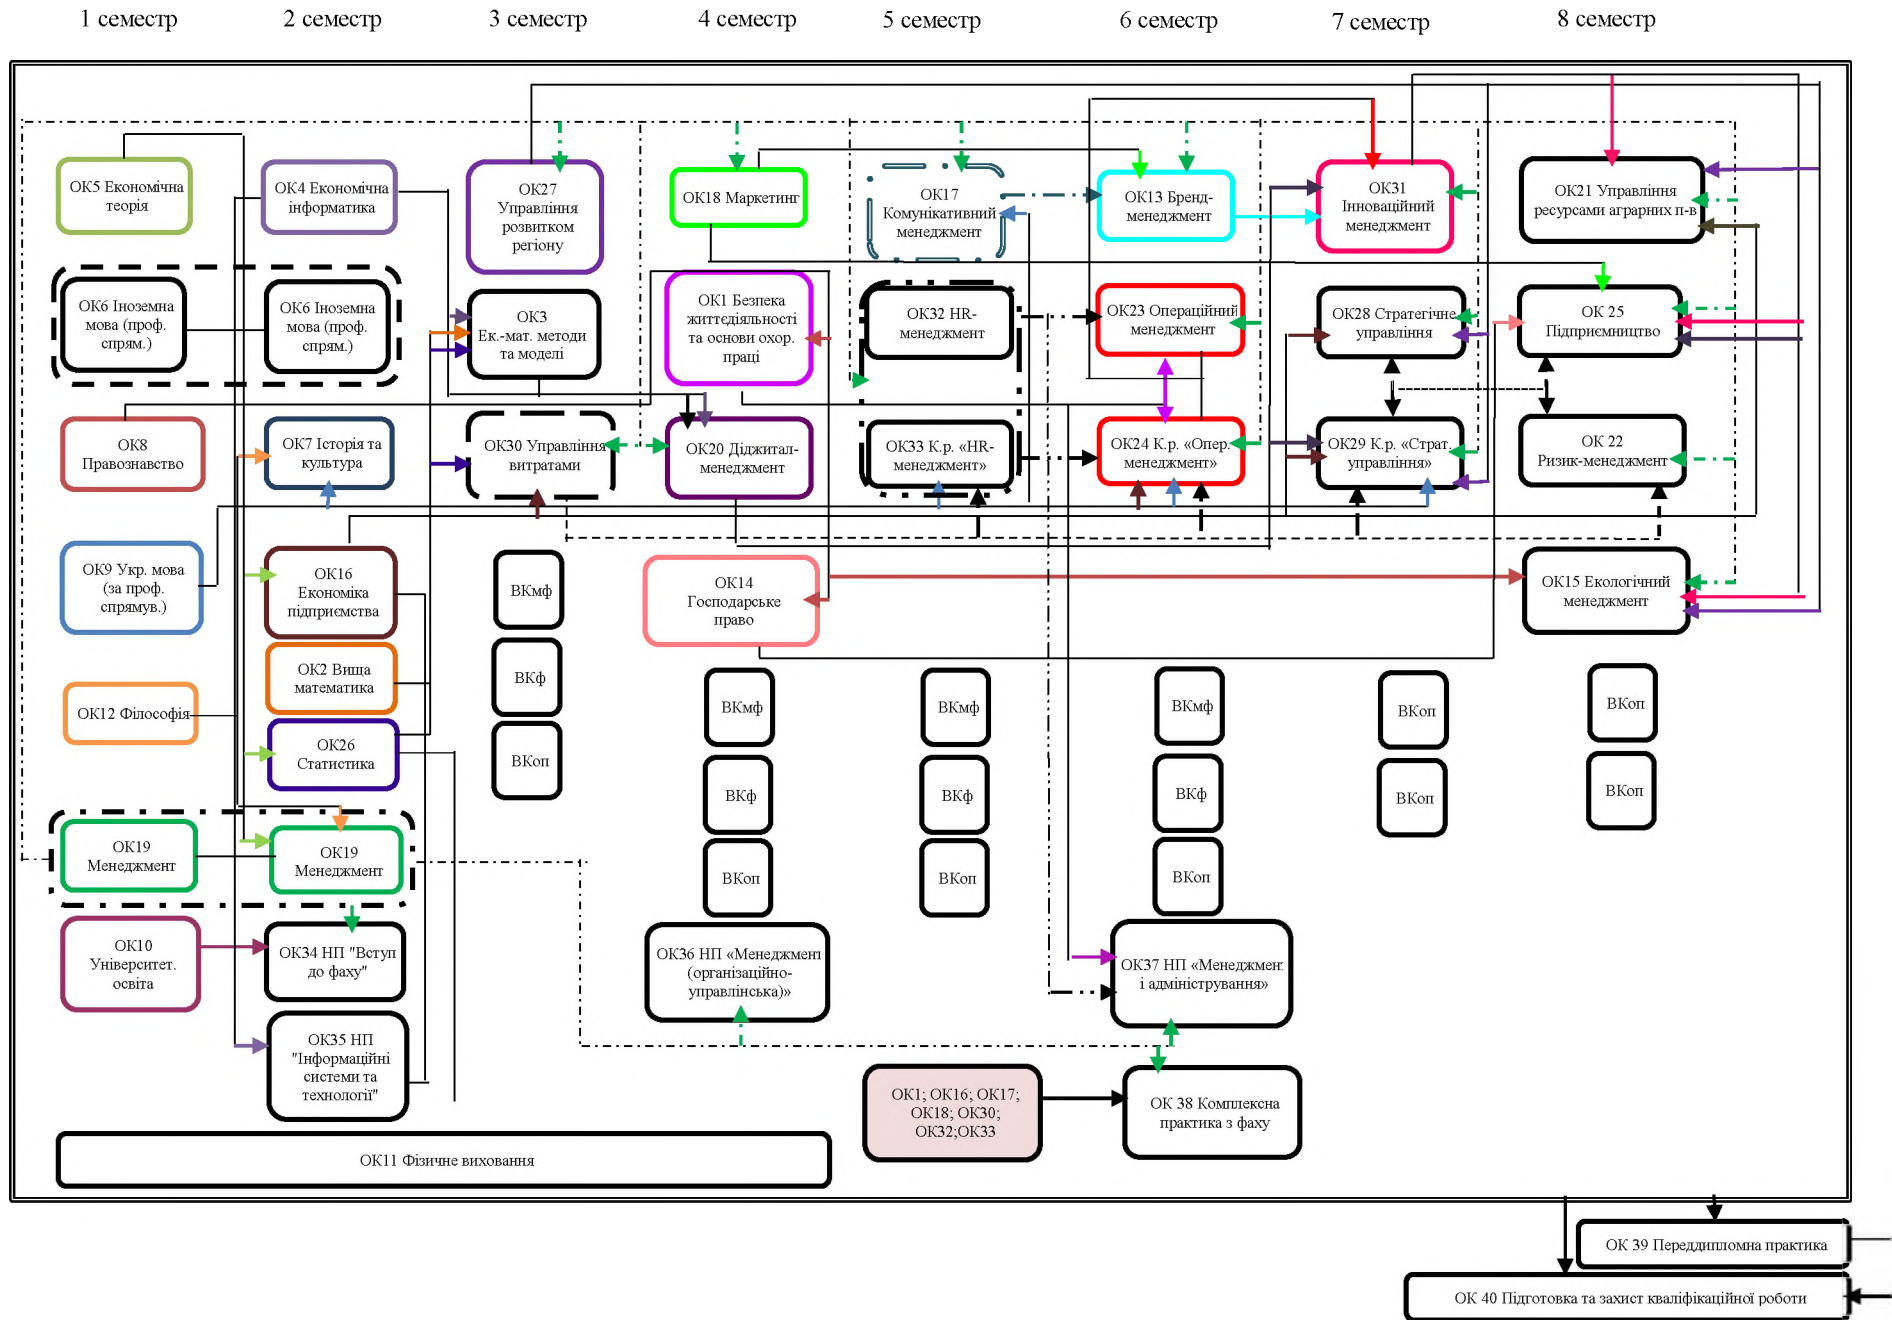 1 семестр
2 семестр
3 семестр
4 семестр
5 семестр
6 семестр
7 семестр
8 семестр
ОК5 Економічна
теорія
ОК4 Економічна
інформатика
ОК27
Управління
розвитком
регіону
ОК18 Маркетинг
ОК17
Комунікативний
менеджмент
ОК13 Бренд-
менеджмент
ОК31
Інноваційний
менеджмент
ОК21 Управління
ресурсами аграрних п-в
ОК6 Іноземна
мова (проф.
спрям.)
ОК6 Іноземна
мова (проф.
спрям.)
ОК3
Ек.-мат. методи
та моделі
ОК1 Безпека
життєдіяльності
та основи охор.
праці
ОК32 HR-
менеджмент
ОК23 Операційний
менеджмент
ОК28 Стратегічне
управління
ОК 25
Підприємництво
ОК8
Правознавство
ОК7 Історія та
культура
ОК30 Управління
витратами
ОК20 Діджитал-
менеджмент
ОК33 К.р. «HR-
менеджмент»
ОК24 К.р. «Опер.
менеджмент»
ОК29 К.р. «Страт.
управління»
ОК 22
Ризик-менеджмент
ОК9 Укр. мова
(за проф.
спрямув.)
ОК16
Економіка
підприємства
ВКмф
ОК14
Господарське
право
ОК15 Екологічний
менеджмент
ОК12 Філософія
ОК2 Вища
математика
ВКф
ВКмф
ВКмф
ВКмф
ВКоп
ВКоп
ОК26
Статистика
ВКоп
ВКф
ВКф
ВКф
ВКоп
ВКоп
ОК19
Менеджмент
ОК19
Менеджмент
ВКоп
ВКоп
ВКоп
ОК10
Університет.
освіта
ОК34 НП "Вступ
до фаху"
ОК36 НП «Менеджмент
(організаційно-
управлінська)»
ОК37 НП «Менеджмен
і адміністрування»
ОК35 НП
"Інформаційні
системи та
технології"
ОК1; ОК16; ОК17;
ОК18; ОК30;
ОК32;ОК33
ОК 38 Комплексна
практика з фаху
ОК11 Фізичне виховання
ОК 39 Переддипломна практика
ОК 40 Підготовка та захист кваліфікаційної роботи